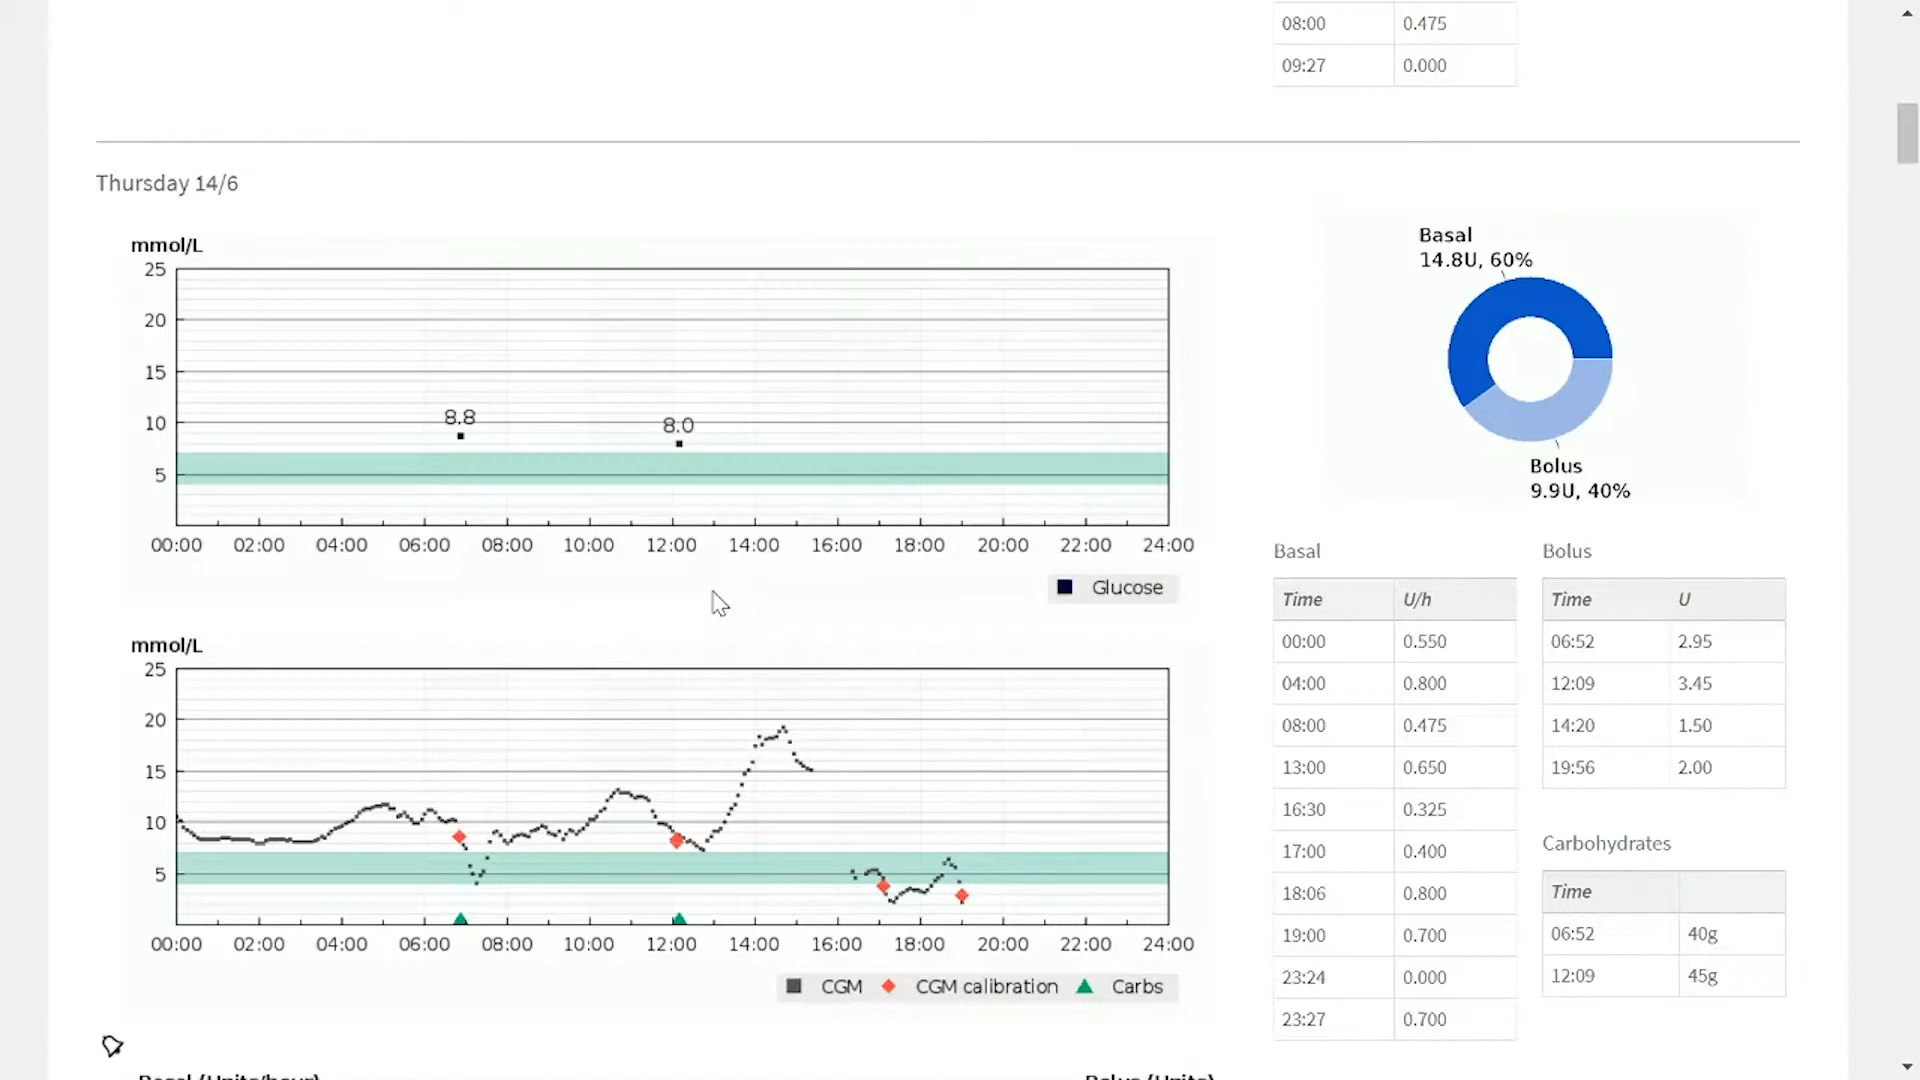 08:00 0.475
09:27 0.000
Thursday 14/6
mmol/L
25
20
15
10
5
8.8
8.0
00:00 02:00 04:00 06:00 08:00 10:00 12:00 14:00 16:00 18:00 20:00 22:00 24:00
Glucose
mmol/L
25
20
15
10
5
00:00 02:00 04:00 06:00 08:00 10:00 12:00 14:00 16:00 18:00 20:00 22:00 24:00
CGM CGM calibration Carbs
Basal (Units/hour)
Bolus (Units)
Basal
14.8U, 60%
Bolus
9.9U, 40%
Basal
Time U/h
00:00 0.550
04:00 0.800
08:00 0.475
13:00 0.650
16:30 0.325
17:00 0.400
18:06 0.800
19:00 0.700
23:24 0.000
23:27 0.700
Bolus
Time U
06:52 2.95
12:09 3.45
14:20 1.50
19:56 2.00
Carbohydrates
Time
06:52 40g
12:09 45g